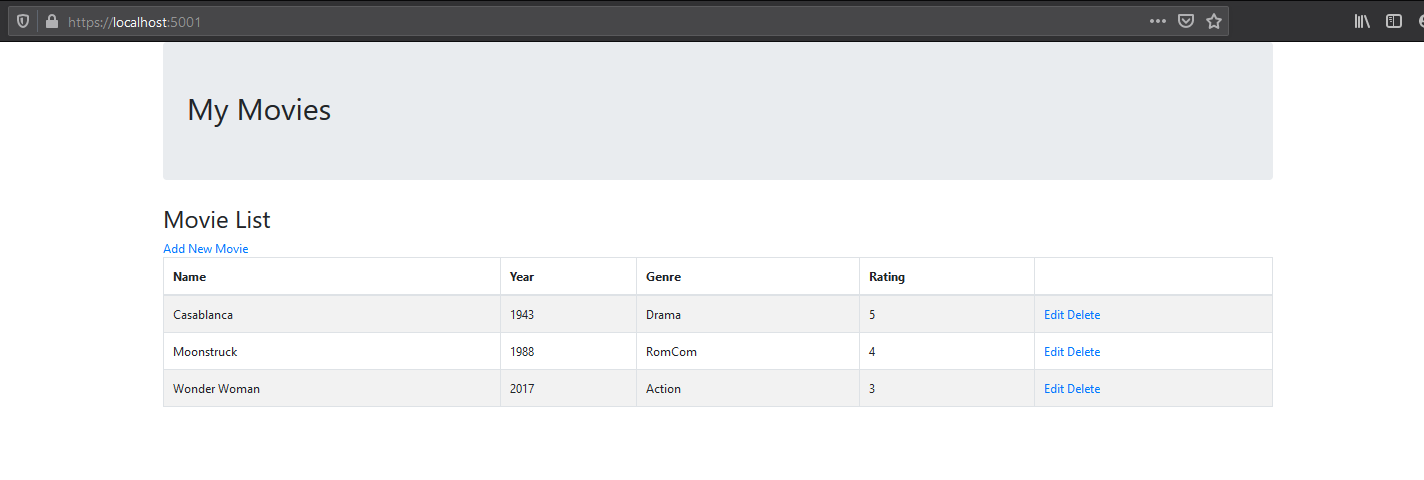 https://localhost:5001
My Movies
Movie List
Add New Movie
Name Year Genre Rating
Casablanca 1943 Drama 5 Edit Delete
Moonstruck 1988 RomCom 4 Edit Delete
Wonder Woman 2017 Action 3 Edit Delete